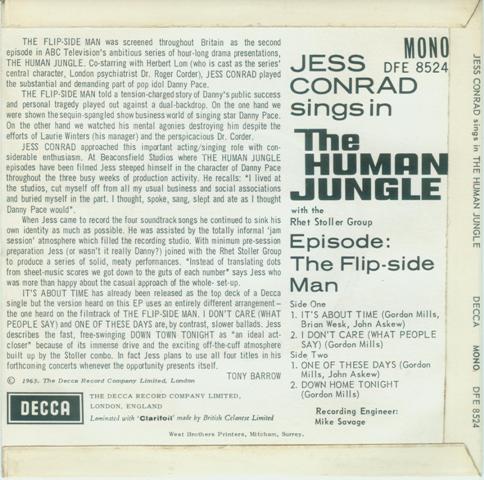 THE FLIP-SIDE MAN was screened throughout Britain as the second
episode in ABC Television's ambitious series of hour-long drama presentations,
THE HUMAN JUNGLE. Co-starring with Herbert Lom (who is cast as the series'
central character, London psychiatrist Dr. Roger Corder), JESS CONRAD played
the substantial and demanding part of pop idol Danny Pace.
THE FLIP-SIDE MAN told a tension-charged story of Danny's public success
and personal tragedy played out against a dual-backdrop. On the one hand we
were shown the sequin-spangled show business world of singing star Danny Pace.
On the other hand we watched his mental agonies destroying him despite the
efforts of Laurie Winters (his manager) and the perspicacious Dr. Corder.
JESS CONRAD approached this important acting/singing role with con-
siderable enthusiasm. At Beaconsfield Studios where THE HUMAN JUNGLE
episodes have been filmed Jess steeped himself in the character of Danny Pace
throughout the three busy weeks of production activity. He recalls: "I lived
at the studios, cut myself off from all my usual business and social associations
and buried myself in the part. I thought, spoke, sang, slept and ate as I thought
Danny Pace would".
When Jess came to record the four soundtrack songs he continued to sink his
own identity as much as possible. He was assisted by the totally informal 'jam
session' atmosphere which filled the recording studio. With minimum pre-session
preparation Jess (or wasn't it really Danny?) joined with the Rhet Stoller Group
to produce a series of solid, meaty performances. "Instead of translating dots
from sheet-music scores we got down to the guts of each number" says Jess who
was more than happy about the casual approach of the whole- set-up.
IT'S ABOUT TIME has already been released as the top deck of a Decca
single but the version heard on this EP uses an entirely different arrangement—
the one heard on the filmtrack of THE FLIP-SIDE MAN. I DON'T CARE (WHAT
PEOPLE SAY) and ONE OF THESE DAYS are, by contrast, slower ballads. Jess
describes the fast, free-swinging DOWN TOWN TONIGHT as "an ideal act-
closer" because of its immense drive and the exciting off-the-cuff atmosphere
built up by the Stoller combo. In fact Jess plans to use all four titles in his
forthcoming concerts whenever the opportunity presents itself.
TONY BARROW
© 1963, The Decca Record Company Limited, London
DECCA
THE DECCA RECORD COMPANY LIMITED,
LONDON, ENGLAND
Laminated with 'Clarifoil' made by British Celanese Limited
West Brothers Printers, Mitcham, Surrey.
MONO
DFE 8524
JESS
CONRAD
sings in
The
HUMAN
JUNGLE
with the
Rhet Stoller Group
Episode:
The Flip-side
Man
Side One
1. IT'S ABOUT TIME (Gordon Mills,
Brian Wesk, John Askew)
2. I DON'T CARE (WHAT PEOPLE
SAY) (Gordon Mills)
Side Two
1. ONE OF THESE DAYS (Gordon
Mills, John Askew)
2. DOWN HOME TONIGHT
(Gordon Mills)
Recording Engineer:
Mike Savage
JESS CONRAD sings in THE HUMAN JUNGLE DECCA MONO DFE 8524